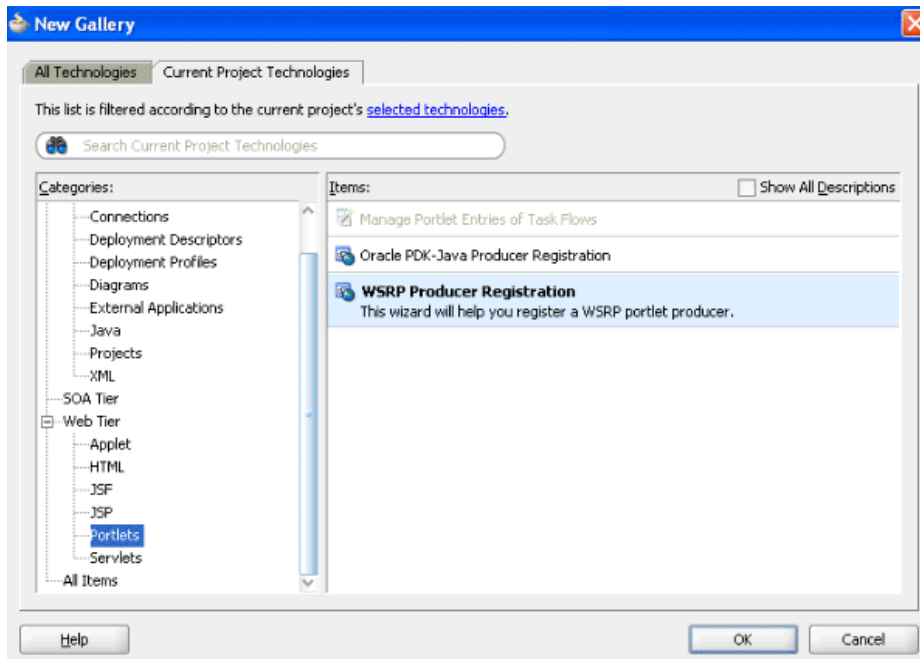 New Gallery
All Technologies
Current Project Technologies
This list is filtered according to the current project's selected technologies.
Search Current Project Technologies
Categories:
Connections
Deployment Descriptors
Deployment Profiles
Diagrams
External Applications
Java
Projects
XML
SOA Tier
Web Tier
Applet
HTML
JSF
JSP
Portlets
Servlets
All Items
Items:
Show All Descriptions
Manage Portlet Entries of Task Flows
Oracle PDK-Java Producer Registration
WSRP Producer Registration
This wizard will help you register a WSRP portlet producer.
Help
OK
Cancel